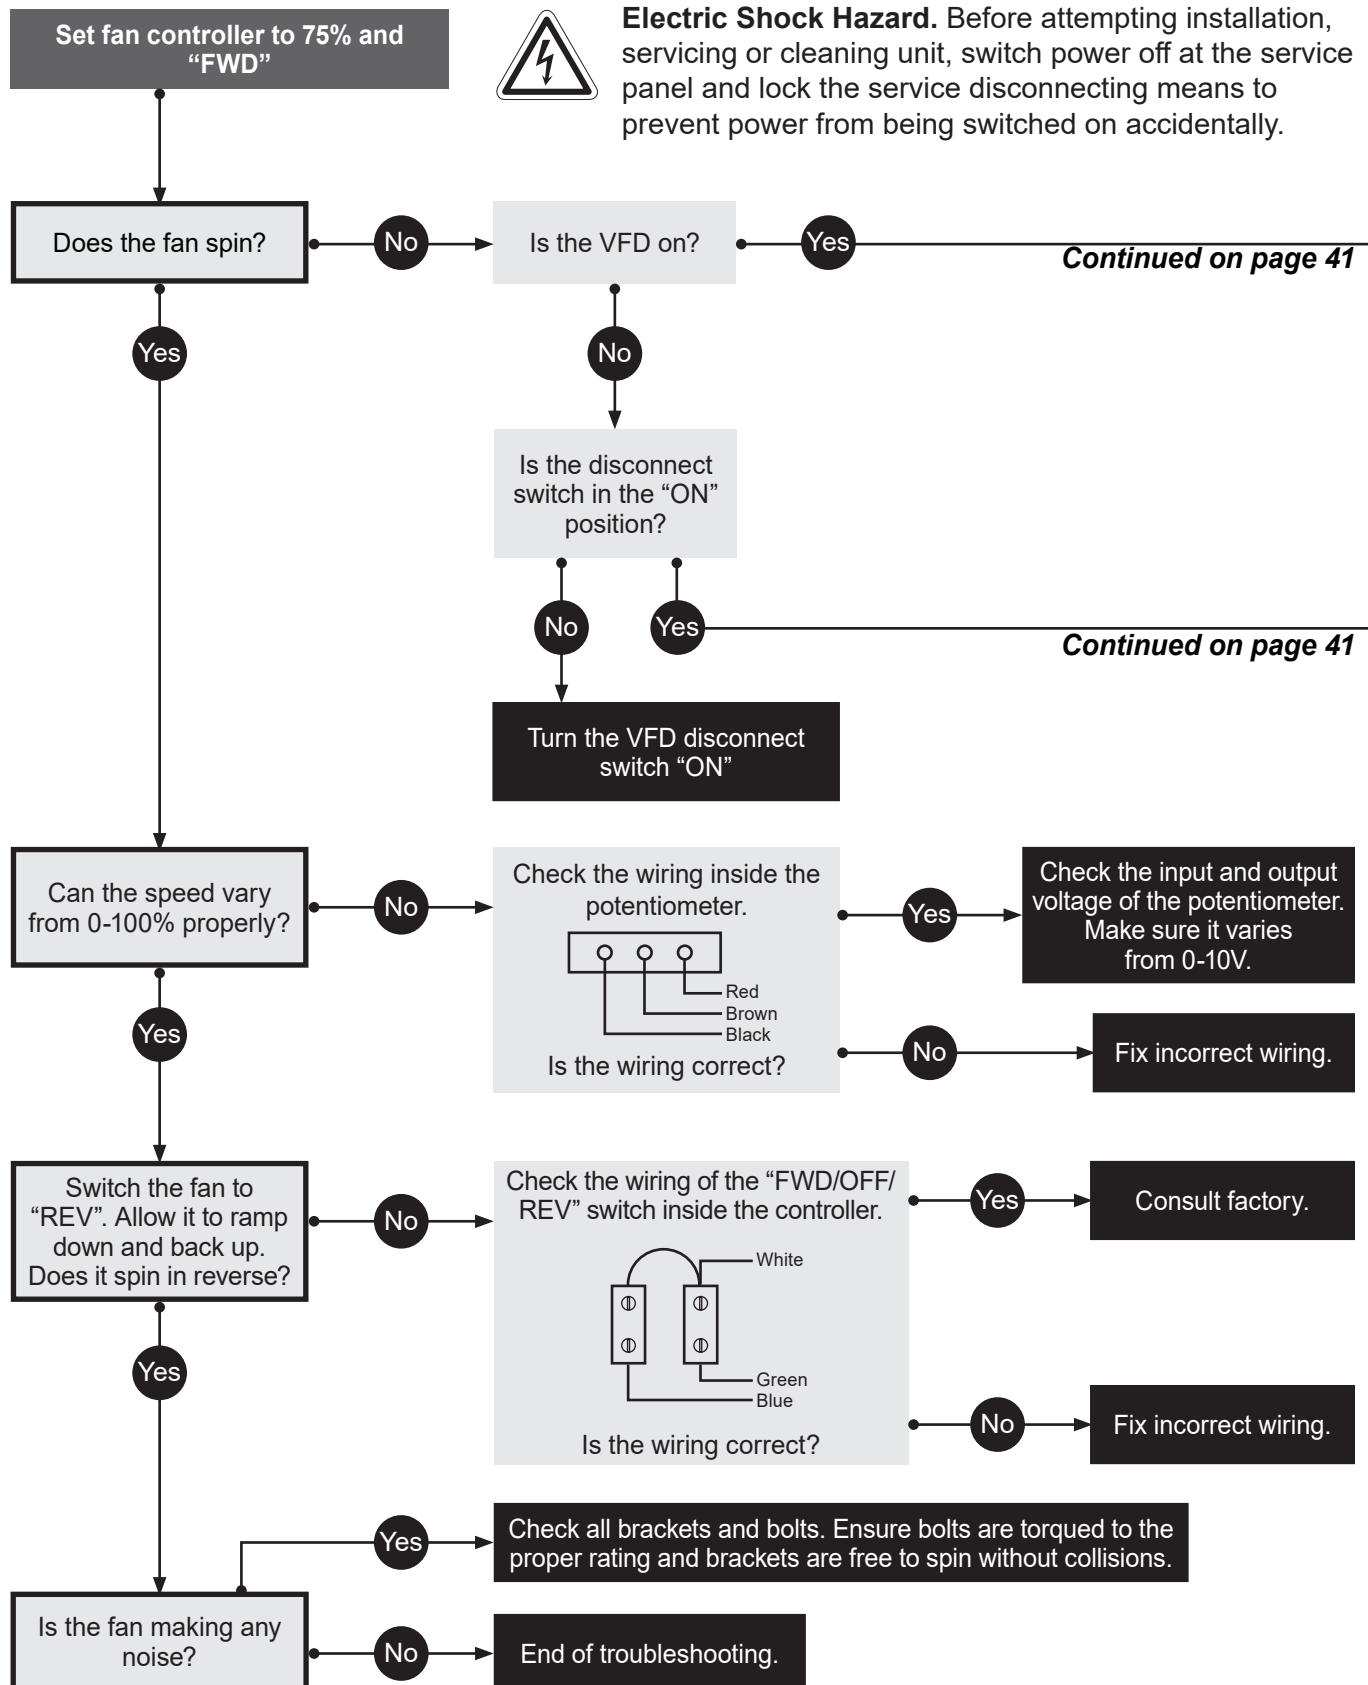 Set fan controller to 75% and
“FWD”
Electric Shock Hazard. Before attempting installation,
servicing or cleaning unit, switch power off at the service
panel and lock the service disconnecting means to
prevent power from being switched on accidentally.
Does the fan spin?
No
Is the VFD on?
Yes
Continued on page 41
Yes
No
Is the disconnect
switch in the “ON”
position?
No
Yes
Continued on page 41
Turn the VFD disconnect
switch “ON”
Can the speed vary
from 0-100% properly?
No
Check the wiring inside the
potentiometer.
Red
Brown
Black
Is the wiring correct?
Yes
Check the input and output
voltage of the potentiometer.
Make sure it varies
from 0-10V.
No
Fix incorrect wiring.
Yes
Switch the fan to
“REV”. Allow it to ramp
down and back up.
Does it spin in reverse?
No
Check the wiring of the “FWD/OFF/
REV” switch inside the controller.
White
Green
Blue
Is the wiring correct?
Yes
Consult factory.
No
Fix incorrect wiring.
Yes
Is the fan making any
noise?
Yes
Check all brackets and bolts. Ensure bolts are torqued to the
proper rating and brackets are free to spin without collisions.
No
End of troubleshooting.